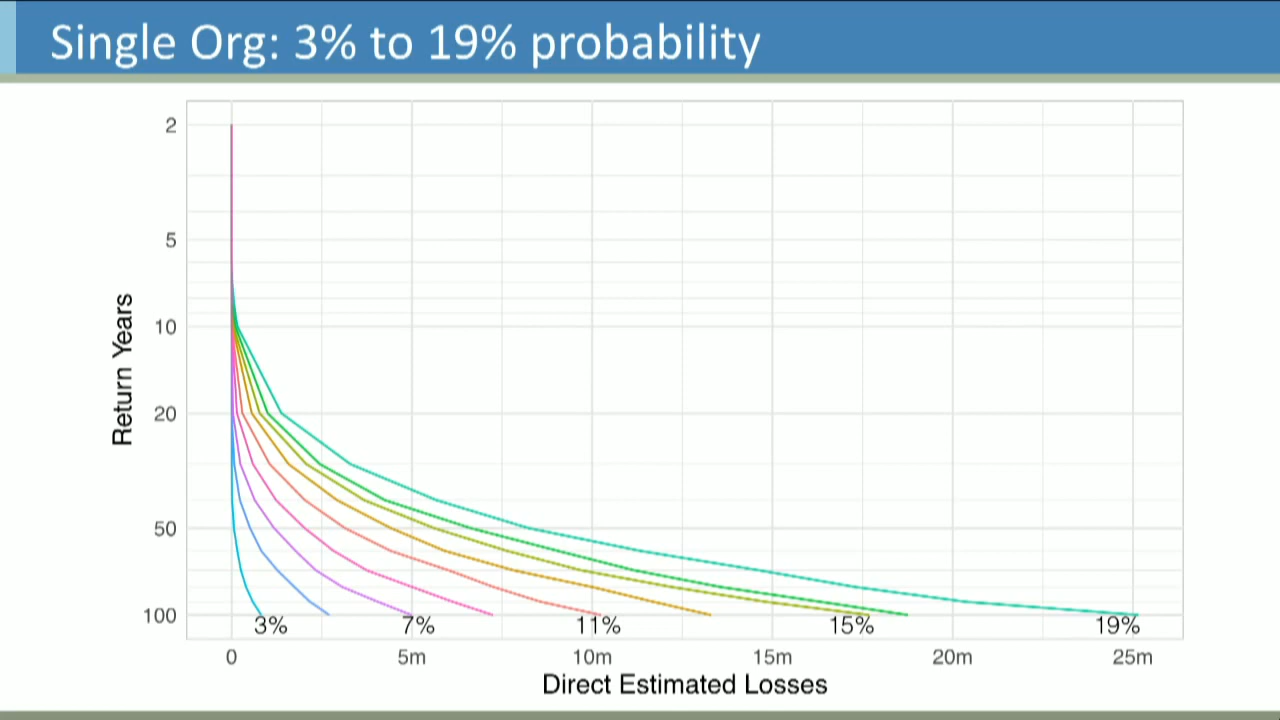 Single Org: 3% to 19% probability
Return Years
2
5
10
20
50
100
3%
7%
11%
15%
19%
0
5m
10m
15m
20m
25m
Direct Estimated Losses